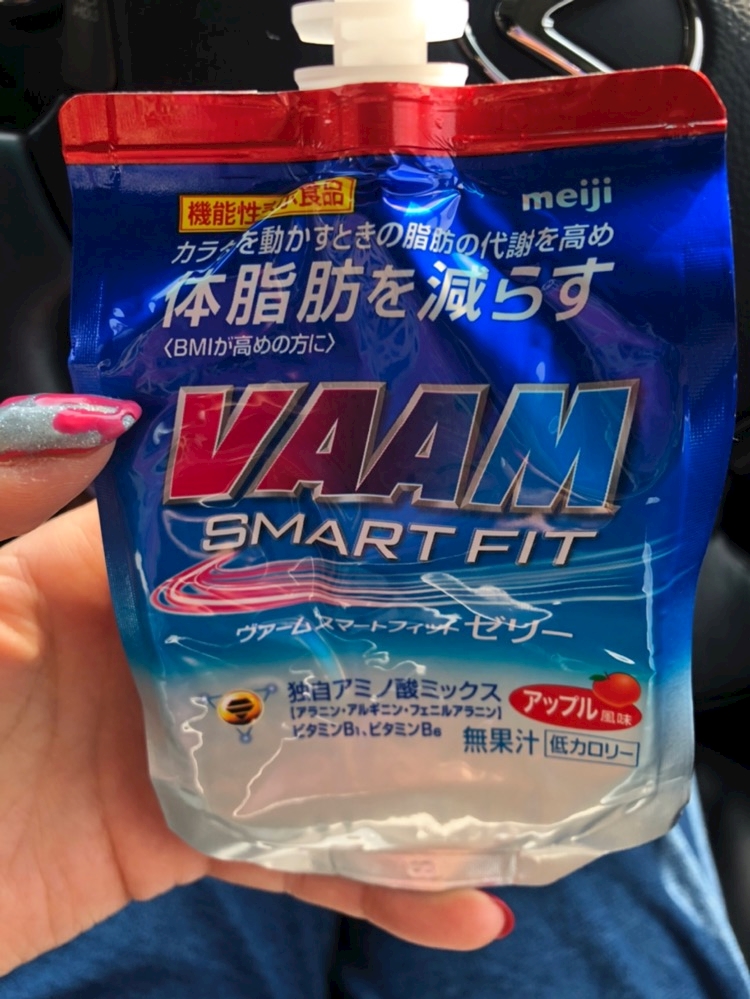 meiji
機能性表示食品
カラダを動かすときの脂肪の代謝を高め
体脂肪を減らす
〈BMIが高めの方に〉
VAAM
SMART FIT
ヴァームスマートフィットゼリー
独自アミノ酸ミックス
[アラニン・アルギニン・フェニルアラニン]
ビタミンB₁、ビタミンB₆
アップル風味
無果汁 低カロリー